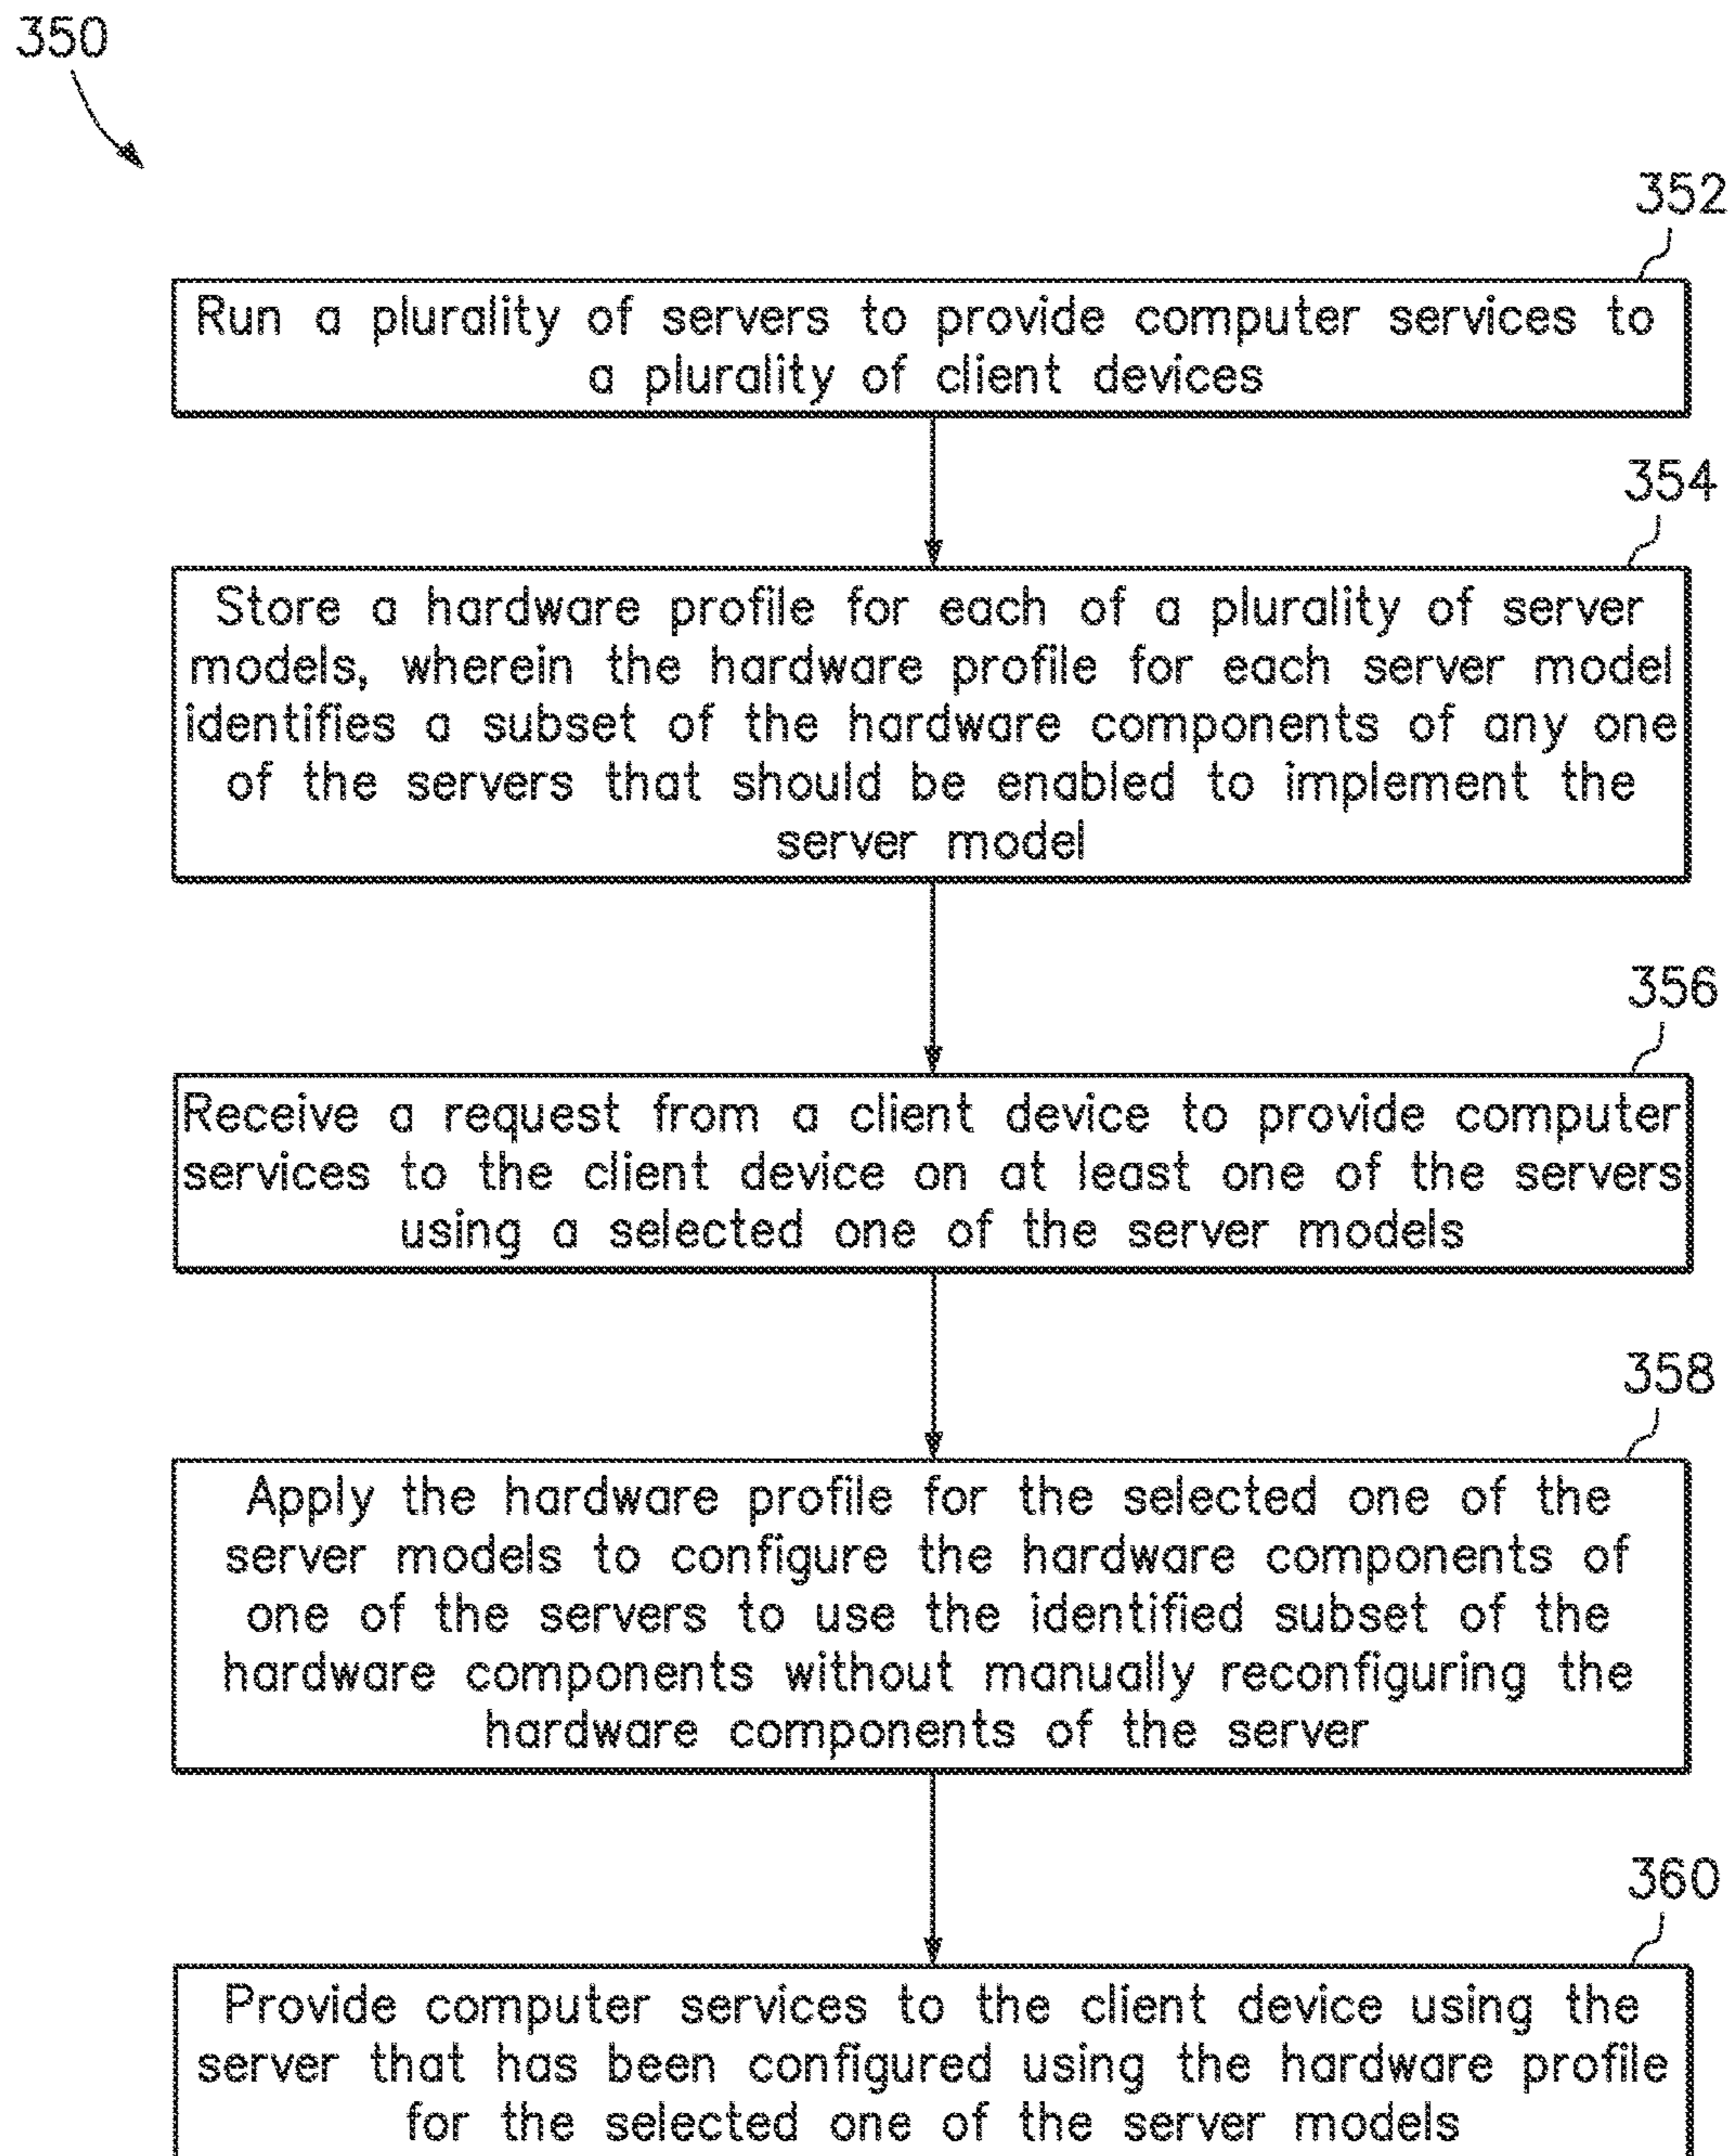 350
352
Run a plurality of servers to provide computer services to
a plurality of client devices
354
Store a hardware profile for each of a plurality of server
models, wherein the hardware profile for each server model
identifies a subset of the hardware components of any one
of the servers that should be enabled to implement the
server model
356
Receive a request from a client device to provide computer
services to the client device on at least one of the servers
using a selected one of the server models
358
Apply the hardware profile for the selected one of the
server models to configure the hardware components of
one of the servers to use the identified subset of the
hardware components without manually reconfiguring the
hardware components of the server
360
Provide computer services to the client device using the
server that has been configured using the hardware profile
for the selected one of the server models